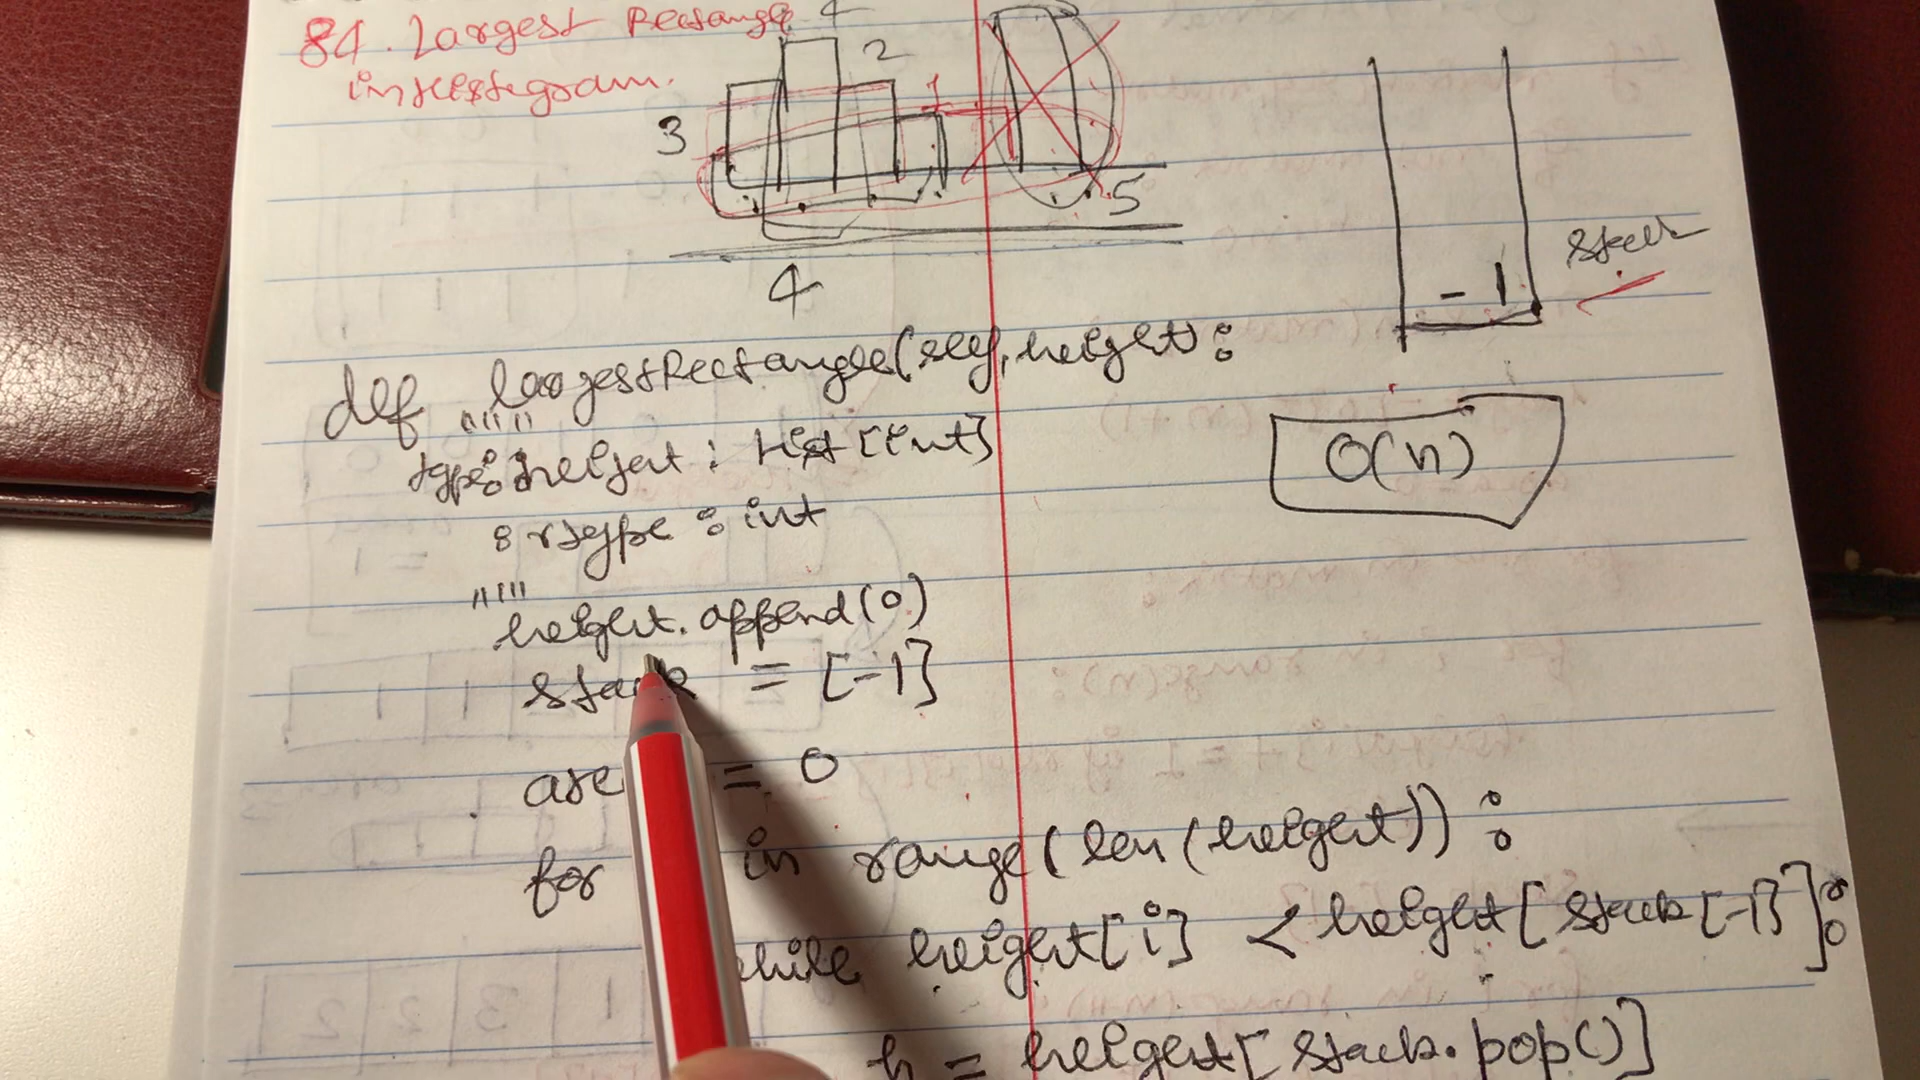 84. Largest Rectangle
in Histogram.
4
2
3
1
5
4
- 1
Stack
def largestRectangle(self, height):
"""
type: height: List[int]
: rtype : int
"""
height.append(0)
stack = [-1]
= 0
for in range(len(height)):
while height[i] < height[stack[-1]]:
h = height[stack.pop()]
O(n)